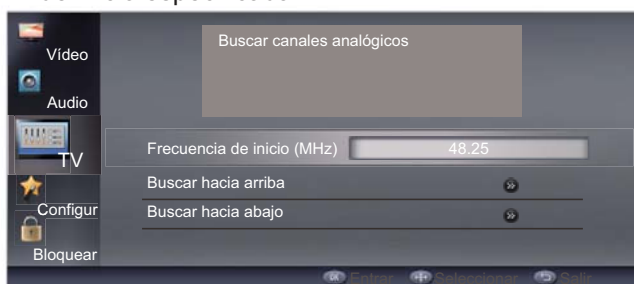 Vídeo
Buscar canales analógicos
Audio
TV
Frecuencia de inicio (MHz) 48.25
Buscar hacia arriba
Configur
Buscar hacia abajo
Bloquear
OK Entrar Seleccionar Salir